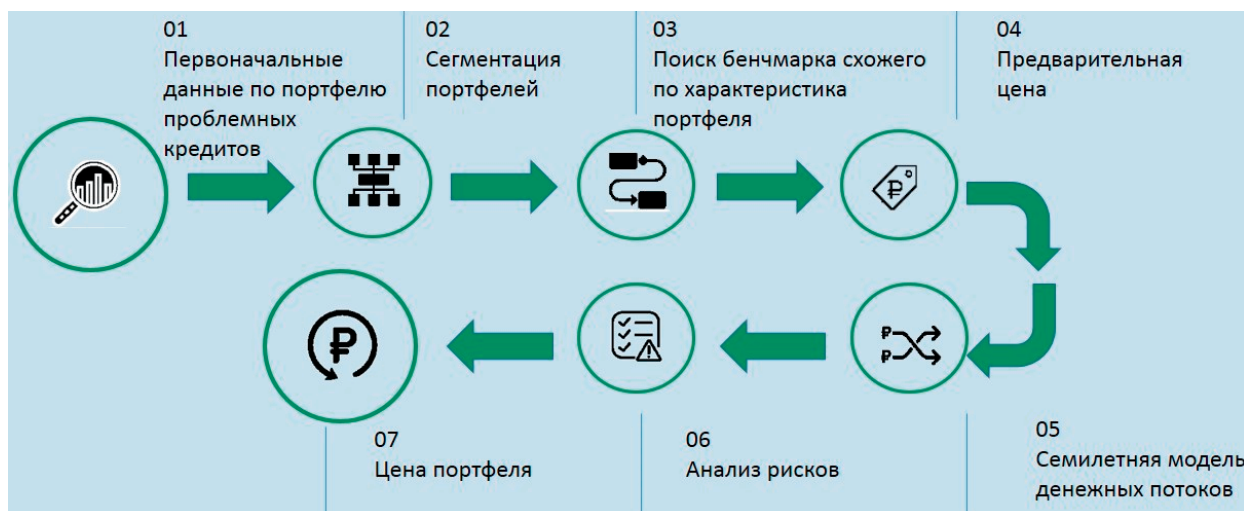 01
Первоначальные
данные по портфелю
проблемных
кредитов
02
Сегментация
портфелей
03
Поиск бенчмарка схожего
по характеристика
портфеля
04
Предварительная
цена
05
Семилетняя модель
денежных потоков
06
Анализ рисков
07
Цена портфеля